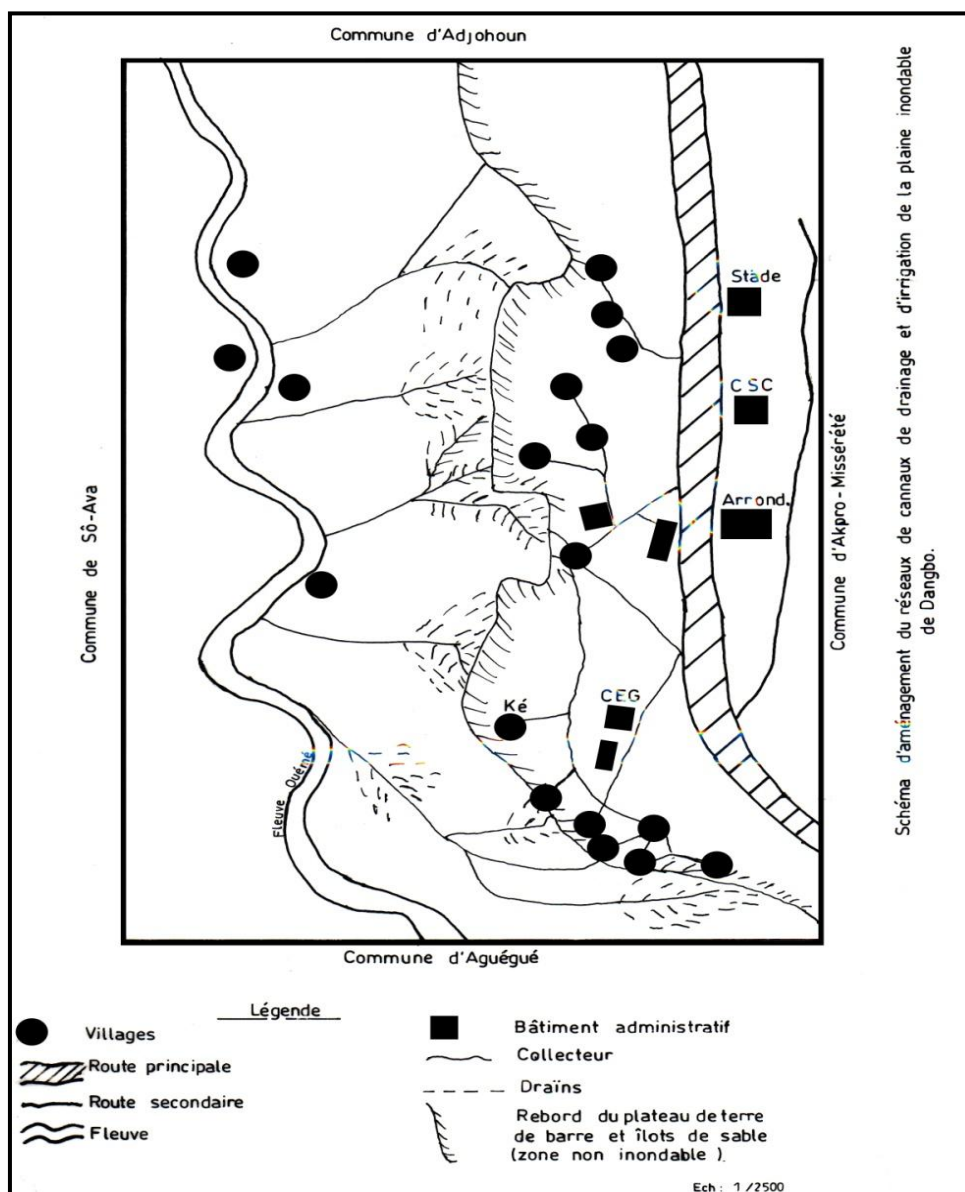 Commune d'Adjohoun
Stade
CSC
Arrond.
Ké
CEG
Fleuve Ouémé
Commune de Sô-Ava
Commune d'Akpro-Missérété
Schéma d'aménagement du réseaux de cannaux de drainage et d'irrigation de la plaine inondable
de Dangbo.
Commune d'Aguégué
Légende
Villages
Route principale
Route secondaire
Fleuve
Bâtiment administratif
Collecteur
Draïns
Rebord du plateau de terre
de barre et îlots de sable
(zone non inondable).
Ech: 1/2500